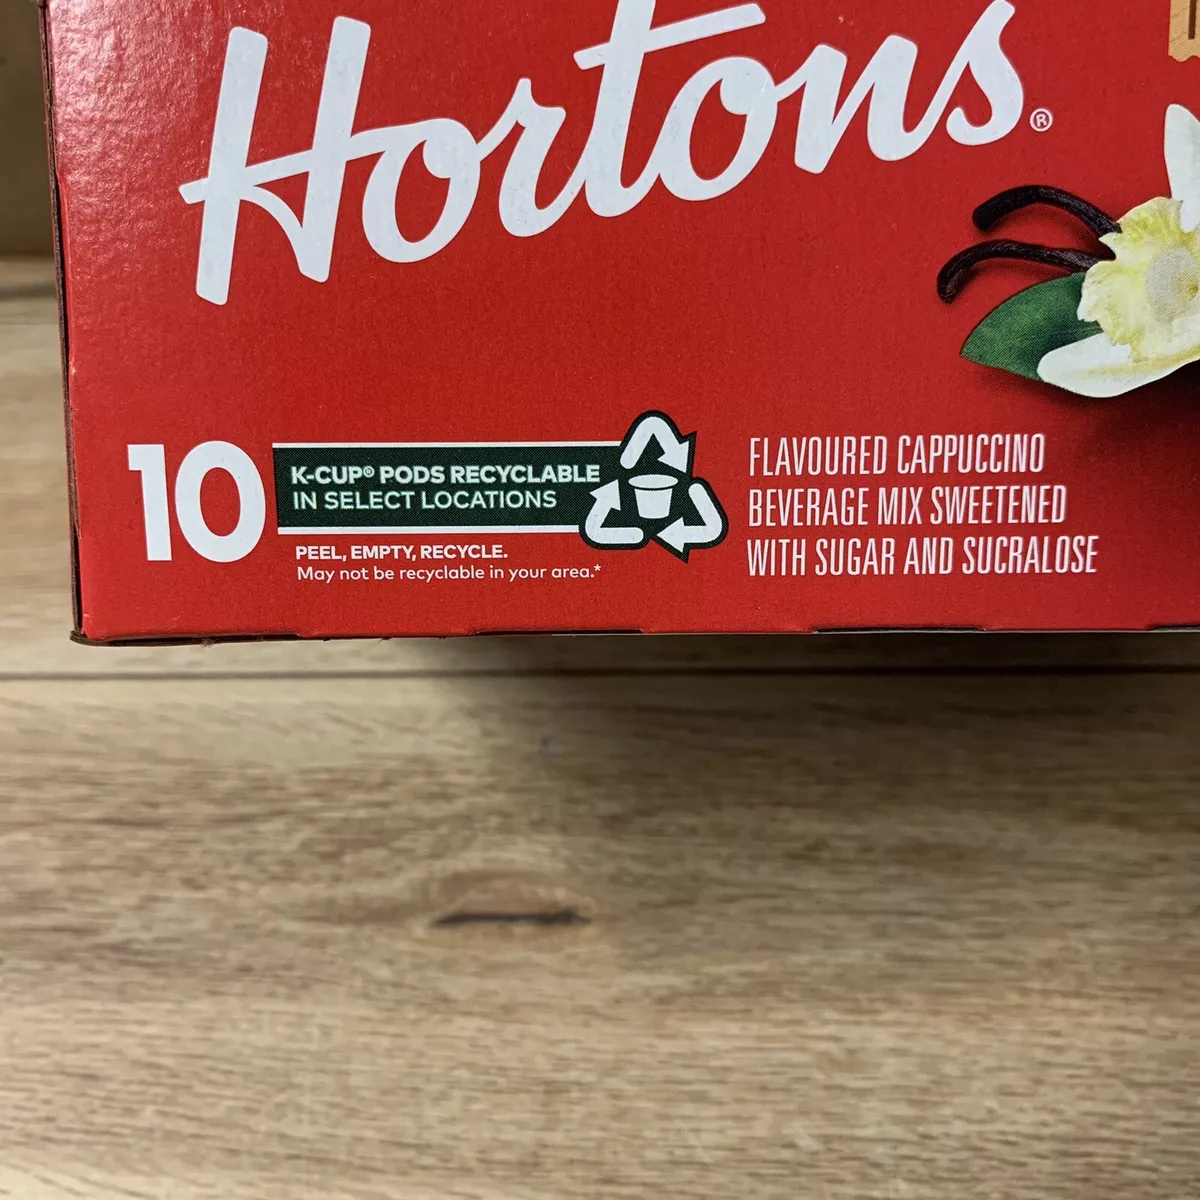 Hortons®
10
K-CUP® PODS RECYCLABLE
IN SELECT LOCATIONS
PEEL, EMPTY, RECYCLE.
May not be recyclable in your area.*
FLAVOURED CAPPUCCINO
BEVERAGE MIX SWEETENED
WITH SUGAR AND SUCRALOSE